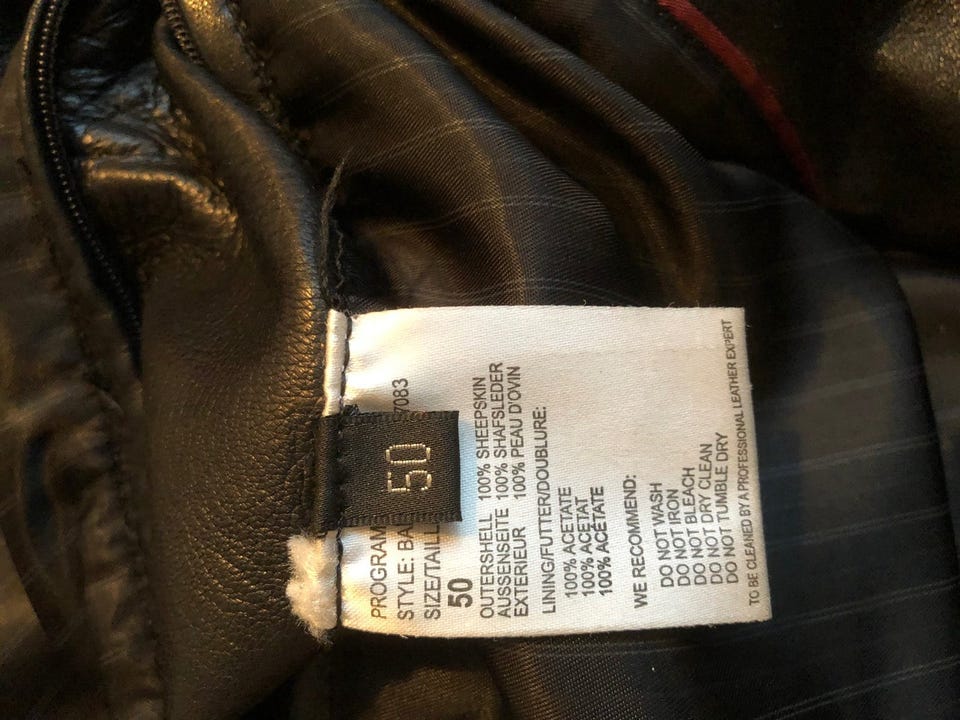 50
PROGRAM
7083
STYLE: BA
SIZE/TAILL
50
OUTERSHELL 100% SHEEPSKIN
AUSSENSEITE 100% SHAFSLEDER
EXTERIEUR 100% PEAU D'OVIN
LINING/FUTTER/DOUBLURE:
100% ACETATE
100% ACETAT
100% ACÉTATE
WE RECOMMEND:
DO NOT WASH
DO NOT IRON
DO NOT BLEACH
DO NOT DRY CLEAN
DO NOT TUMBLE DRY
TO BE CLEANED BY A PROFESSIONAL LEATHER EXPERT